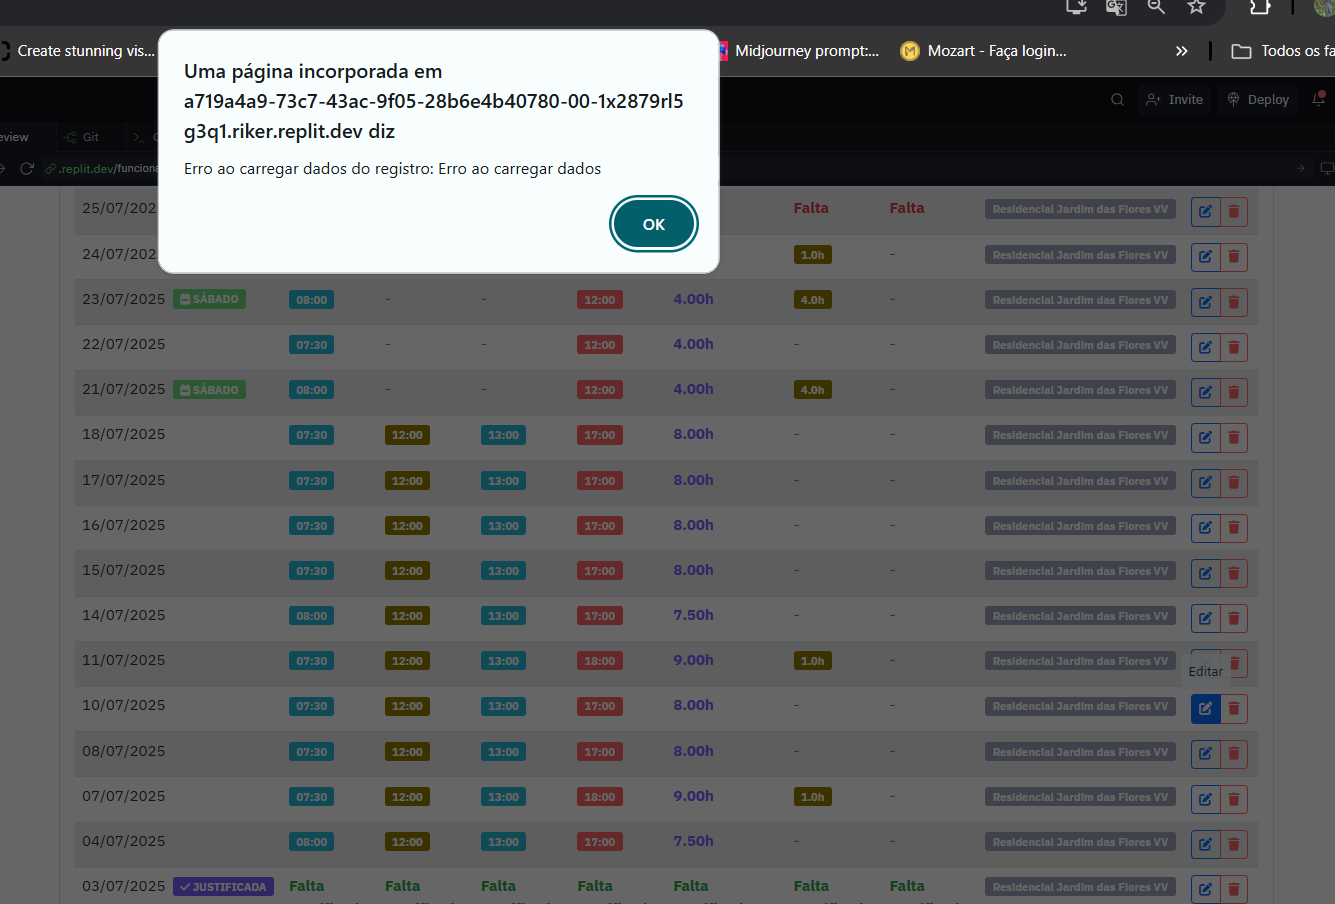 Create stunning vis...
Midjourney prompt:...
Mozart - Faça login...
Todos os fa
Uma página incorporada em
a719a4a9-73c7-43ac-9f05-28b6e4b40780-00-1x2879rl5
g3q1.riker.replit.dev diz
Erro ao carregar dados do registro: Erro ao carregar dados
OK
Invite
Deploy
eview
Git
.replit.dev/funciona
25/07/202 Falta Falta Residencial Jardim das Flores VV
24/07/202 1.0h - Residencial Jardim das Flores VV
23/07/2025 SÁBADO 08:00 - - 12:00 4.00h 4.0h - Residencial Jardim das Flores VV
22/07/2025 07:30 - - 12:00 4.00h - - Residencial Jardim das Flores VV
21/07/2025 SÁBADO 08:00 - - 12:00 4.00h 4.0h - Residencial Jardim das Flores VV
18/07/2025 07:30 12:00 13:00 17:00 8.00h - - Residencial Jardim das Flores VV
17/07/2025 07:30 12:00 13:00 17:00 8.00h - - Residencial Jardim das Flores VV
16/07/2025 07:30 12:00 13:00 17:00 8.00h - - Residencial Jardim das Flores VV
15/07/2025 07:30 12:00 13:00 17:00 8.00h - - Residencial Jardim das Flores VV
14/07/2025 08:00 12:00 13:00 17:00 7.50h - - Residencial Jardim das Flores VV
11/07/2025 07:30 12:00 13:00 18:00 9.00h 1.0h - Residencial Jardim das Flores VV
Editar
10/07/2025 07:30 12:00 13:00 17:00 8.00h - - Residencial Jardim das Flores VV
08/07/2025 07:30 12:00 13:00 17:00 8.00h - - Residencial Jardim das Flores VV
07/07/2025 07:30 12:00 13:00 18:00 9.00h 1.0h - Residencial Jardim das Flores VV
04/07/2025 08:00 12:00 13:00 17:00 7.50h - - Residencial Jardim das Flores VV
03/07/2025 JUSTIFICADA Falta Falta Falta Falta Falta Falta Falta Residencial Jardim das Flores VV